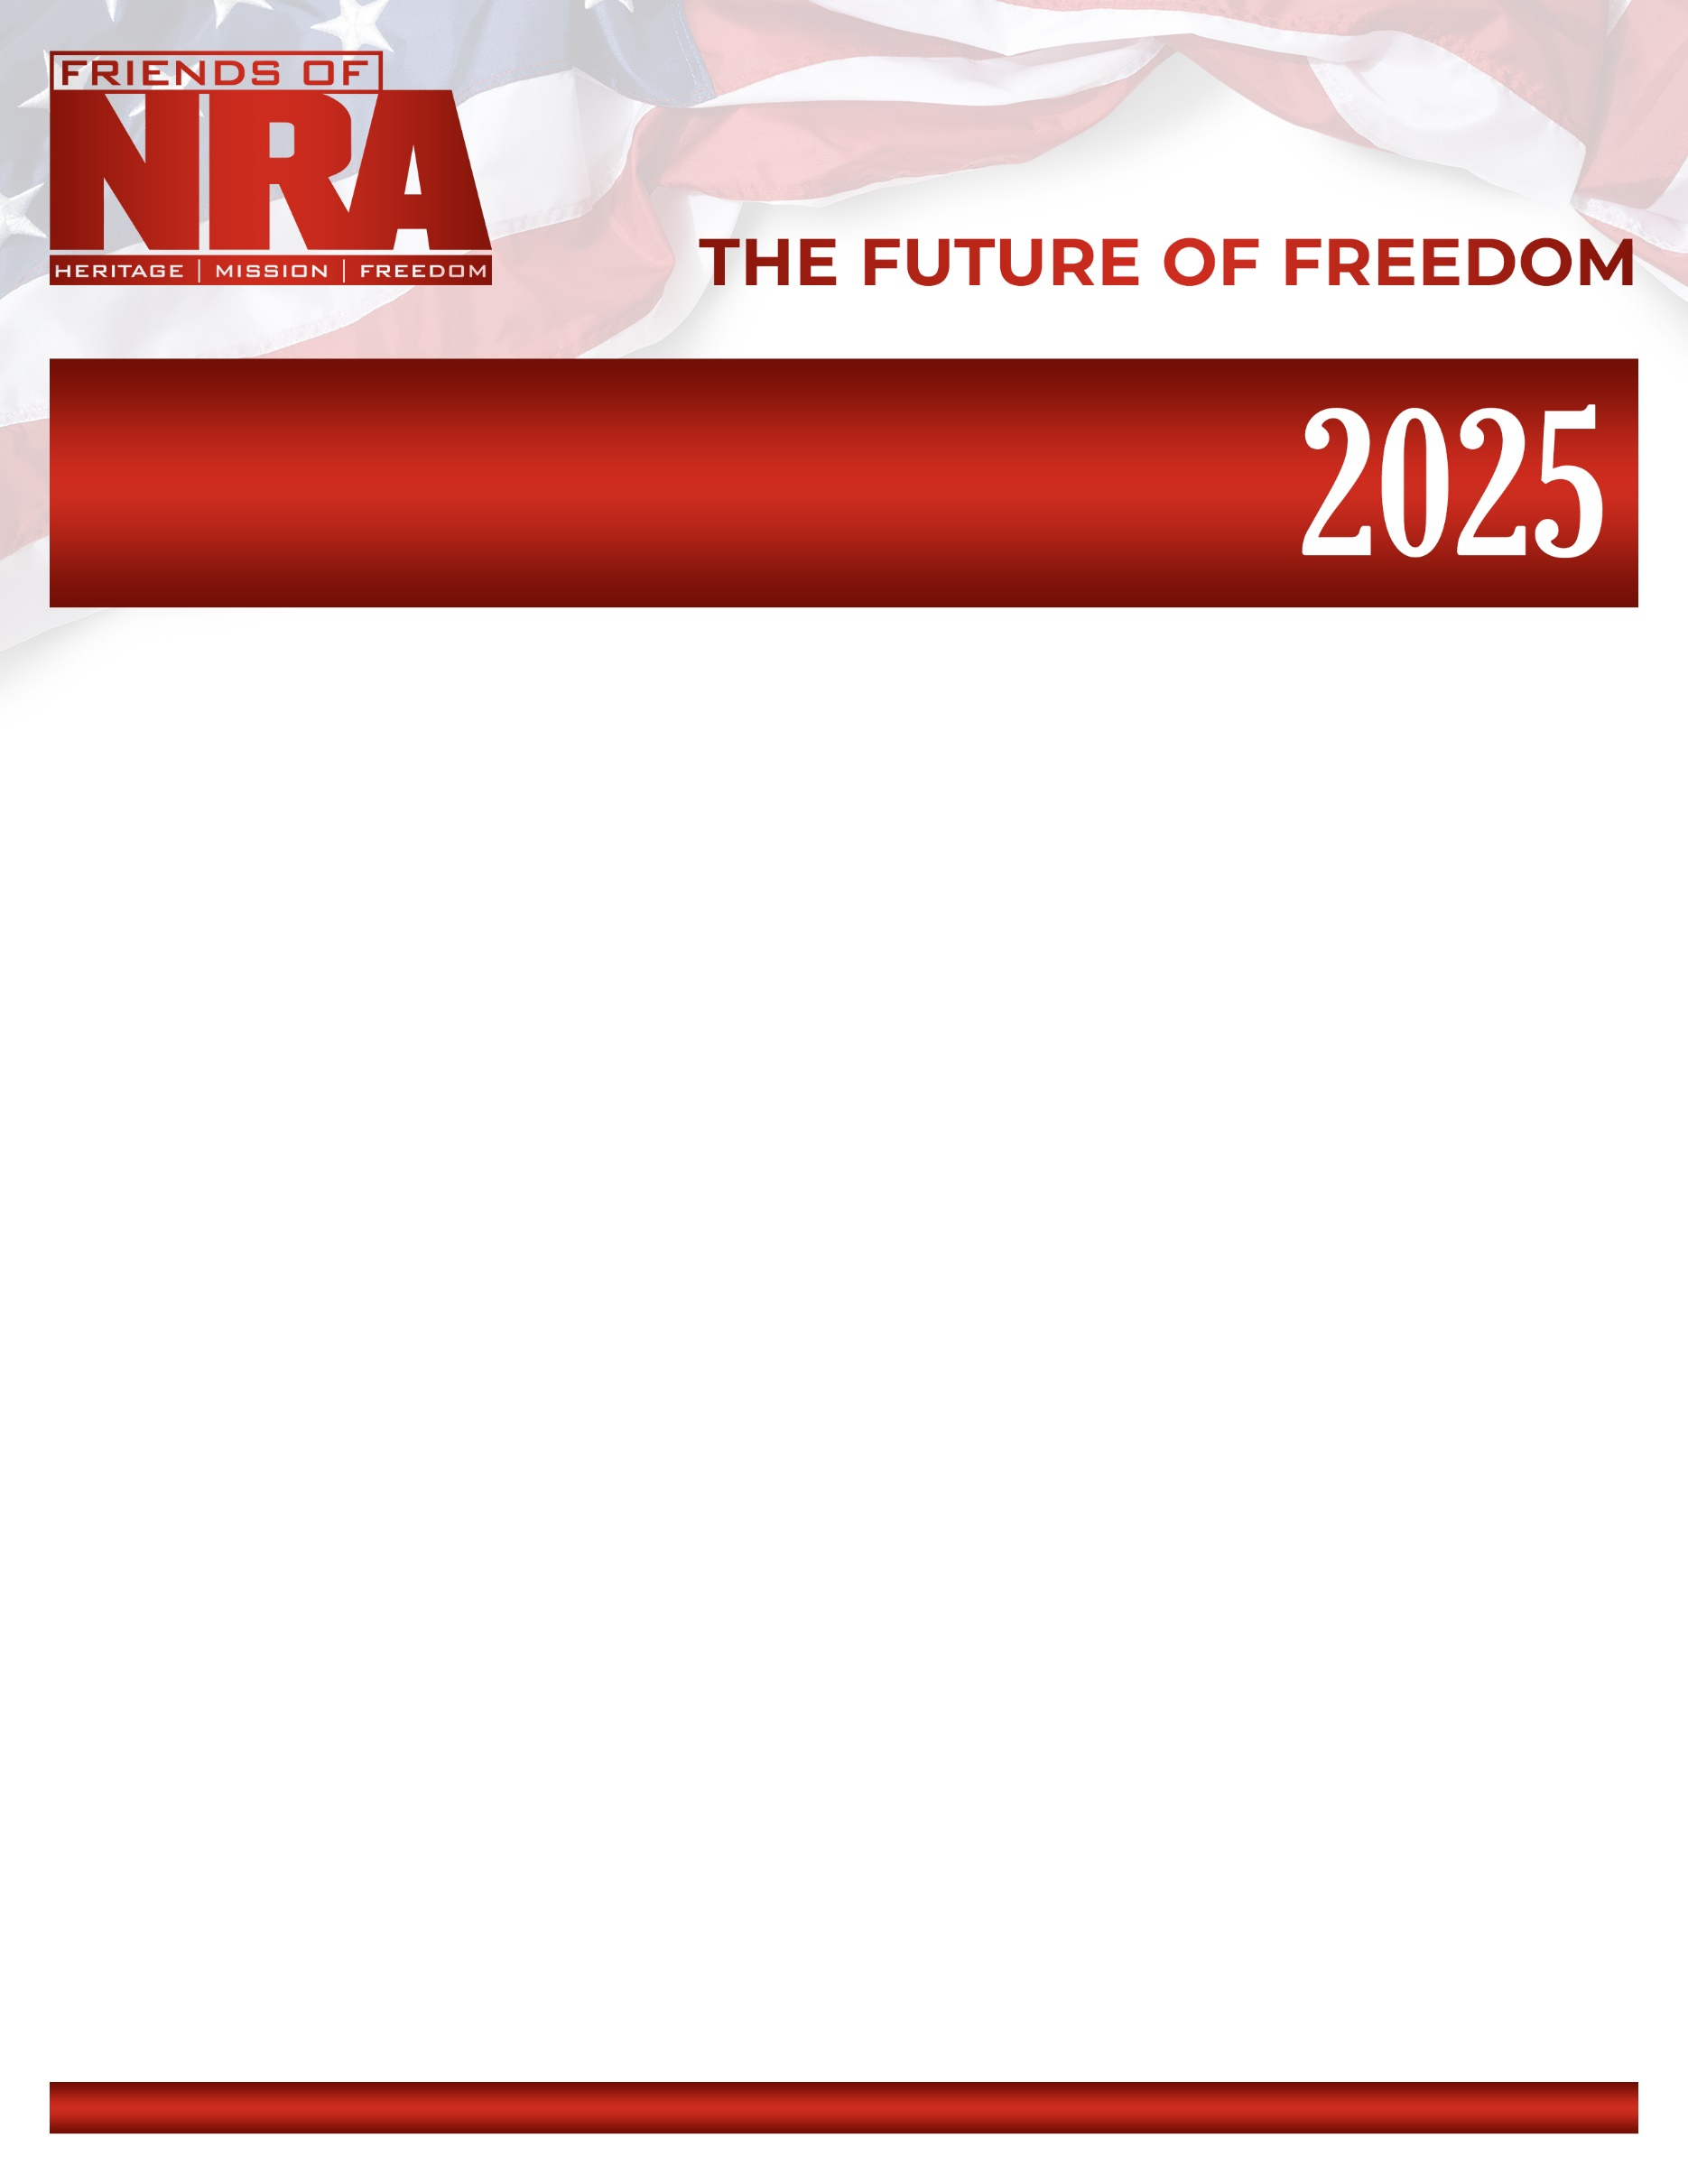 FRIENDS OF
NRA
HERITAGE | MISSION | FREEDOM
THE FUTURE OF FREEDOM
2025